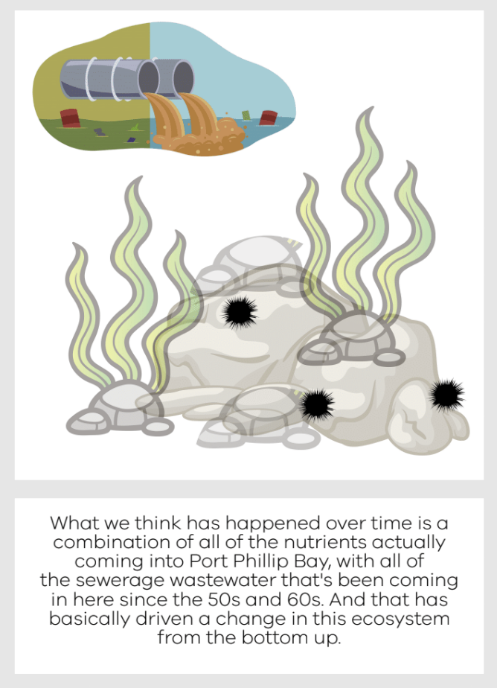 What we think has happened over time is a
combination of all of the nutrients actually
coming into Port Phillip Bay, with all of
the sewerage wastewater that's been coming
in here since the 50s and 60s. And that has
basically driven a change in this ecosystem
from the bottom up.